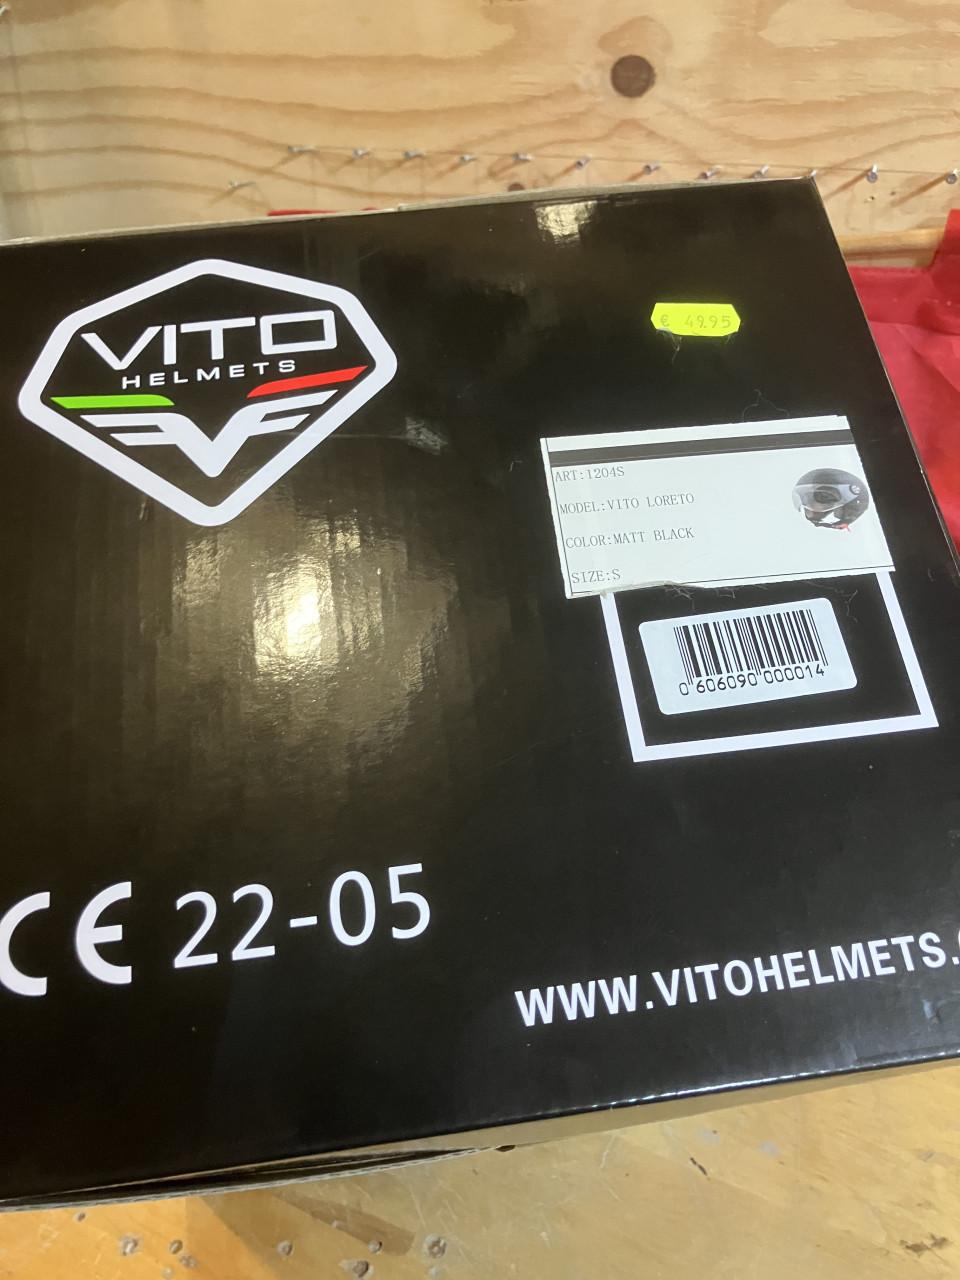 VITO
HELMETS
€ 49.95
ART:1204S
MODEL:VITO LORETO
COLOR:MATT BLACK
SIZE:S
0 606090 000014
CE 22-05
WWW.VITOHELMETS.